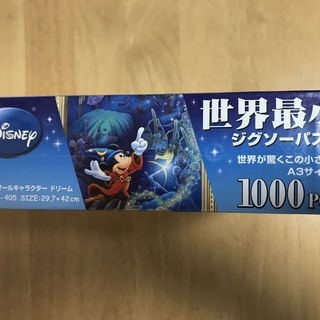 DISNEY
世界最小
ジグソーパズ
世界が驚くこの小さ
A3サイ
ールキャラクター ドリーム
- 405 SIZE:29.7×42cm
1000 P